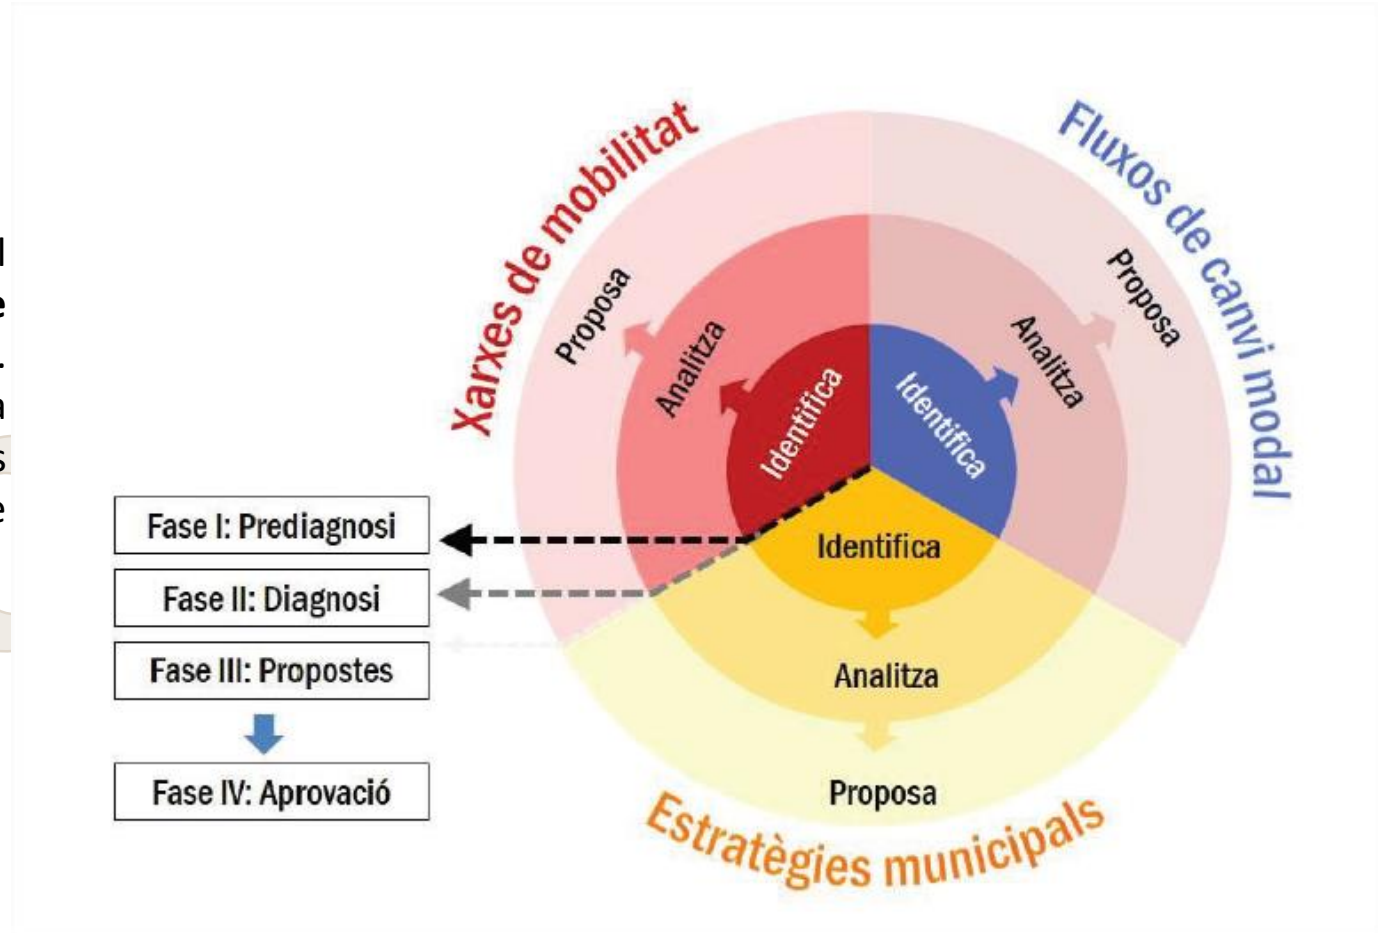 Xarxes de mobilitat
Fluxos de canvi modal
Proposa
Analitza
Identifica
Identifica
Analitza
Proposa
Identifica
Analitza
Proposa
Estratègies municipals
Fase I: Prediagnosi
Fase II: Diagnosi
Fase III: Propostes
Fase IV: Aprovació